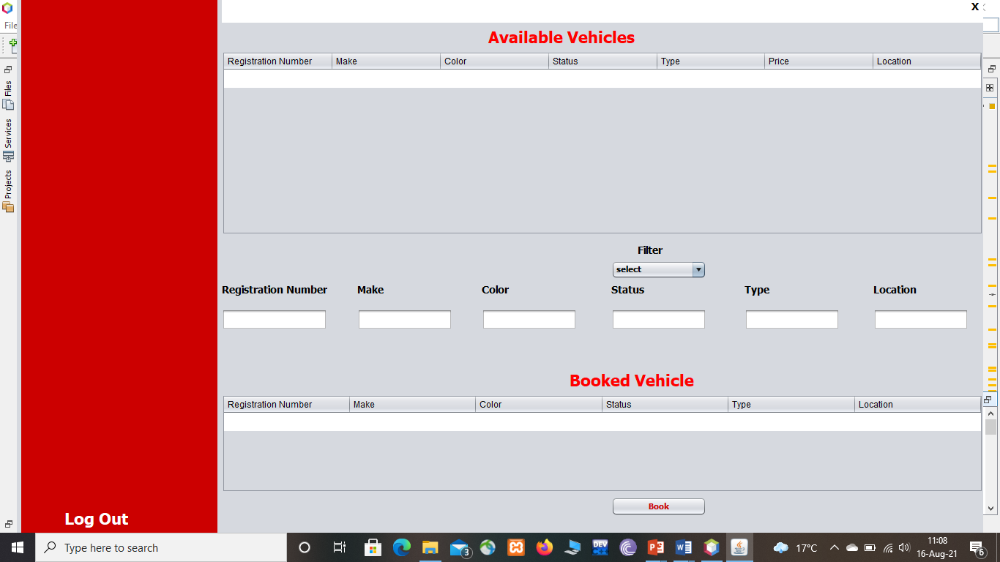 X
File
Available Vehicles
Registration Number Make Color Status Type Price Location
Files
Services
Projects
Filter
select
Registration Number Make Color Status Type Location
Booked Vehicle
Registration Number Make Color Status Type Location
Book
Log Out
Type here to search
3
DEV
P
W
17°C
11:08
16-Aug-21
6